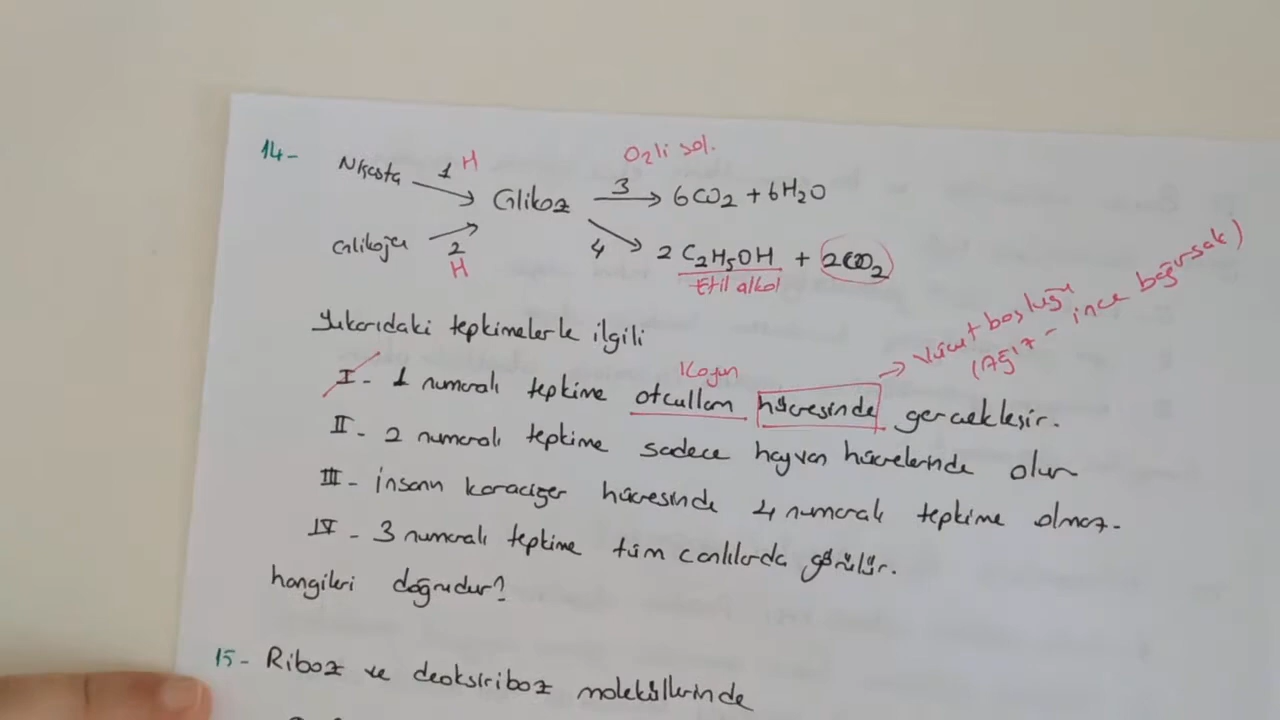 14- Nişasta 1 H Glikoz 3 O₂li sol. 6CO₂ + 6H₂O
Glikojen 2 H 4 2 C₂H₅OH + 2CO₂
Etil alkol
Yukarıdaki tepkimelerle ilgili
→ Vücut boşluğu
(Ağız - ince bağırsak)
Koyun
I - 1 numaralı tepkime otcullam hücresinde gerçekleşir.
II - 2 numaralı tepkime sadece hayvan hücrelerinde olur
III - insanın karaciğer hücresinde 4 numaralı tepkime olmaz.
IV - 3 numaralı tepkime tüm canlılarda görülür.
hangileri doğrudur?
15- Riboz ve deoksiriboz moleküllerinde